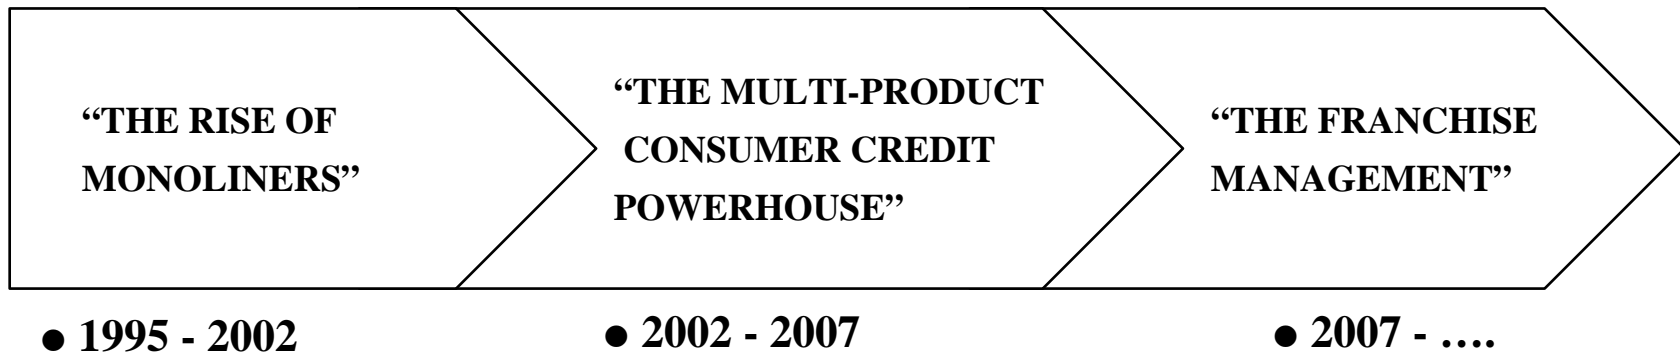 “THE RISE OF
MONOLINERS”
“THE MULTI-PRODUCT
CONSUMER CREDIT
POWERHOUSE”
“THE FRANCHISE
MANAGEMENT”
● 1995 - 2002
● 2002 - 2007
● 2007 - ….